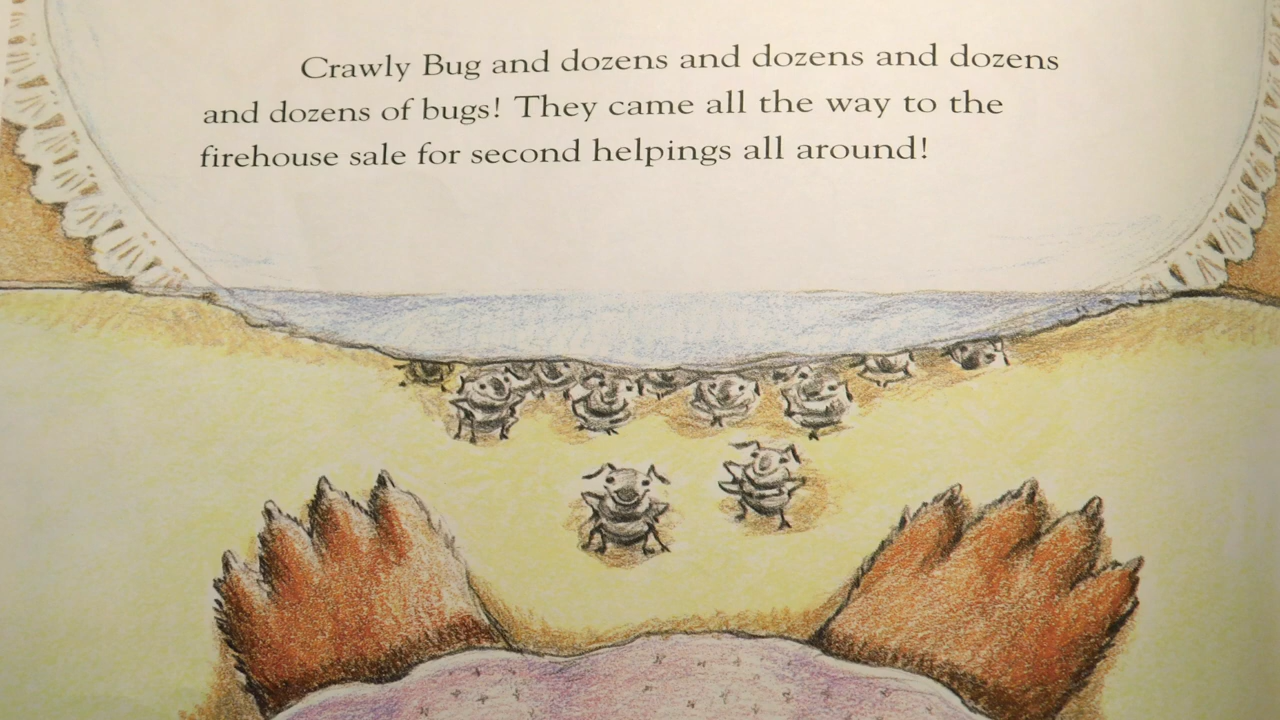 Crawly Bug and dozens and dozens and dozens
and dozens of bugs! They came all the way to the
firehouse sale for second helpings all around!